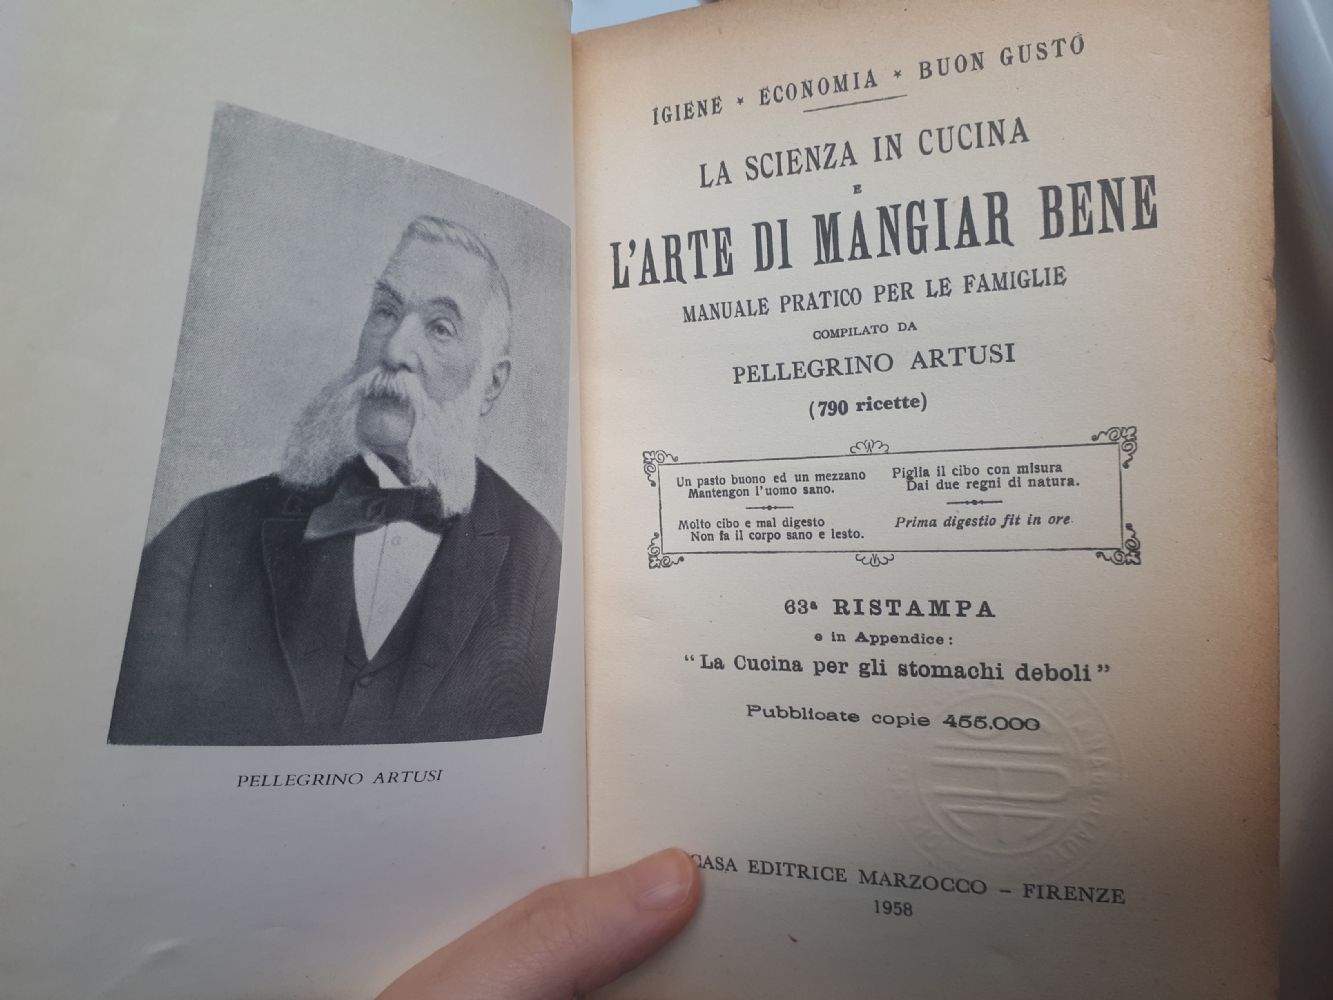 PELLEGRINO ARTUSI
IGIENE * ECONOMIA * BUON GUSTO
LA SCIENZA IN CUCINA
E
L'ARTE DI MANGIAR BENE
MANUALE PRATICO PER LE FAMIGLIE
COMPILATO DA
PELLEGRINO ARTUSI
(790 ricette)
Un pasto buono ed un mezzano
Mantengon l'uomo sano.
Molto cibo e mal digesto
Non fa il corpo sano e lesto.
Piglia il cibo con misura
Dai due regni di natura.
Prima digestio fit in ore.
63ª RISTAMPA
e in Appendice:
"La Cucina per gli stomachi deboli"
Pubblicate copie 455.000
CASA EDITRICE MARZOCCO – FIRENZE
1958